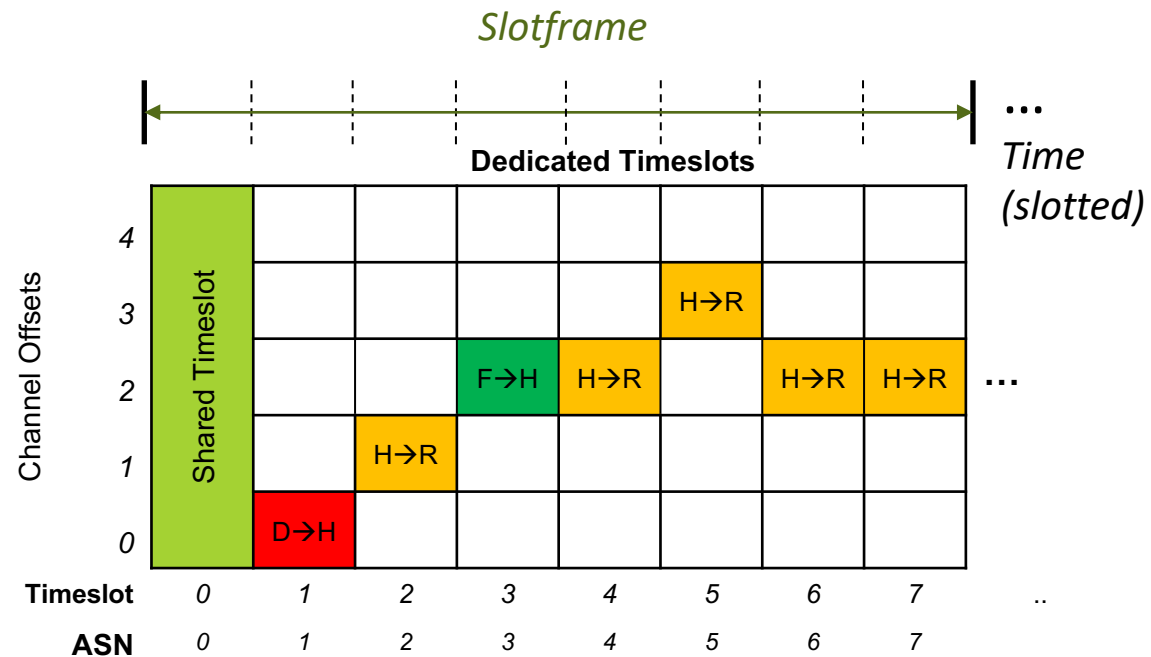 Slotframe
...
Time
(slotted)
Dedicated Timeslots
Channel Offsets
4
3
2
1
0
Shared Timeslot
H→R
F→H H→R H→R H→R ...
H→R
D→H
Timeslot 0 1 2 3 4 5 6 7 ..
ASN 0 1 2 3 4 5 6 7